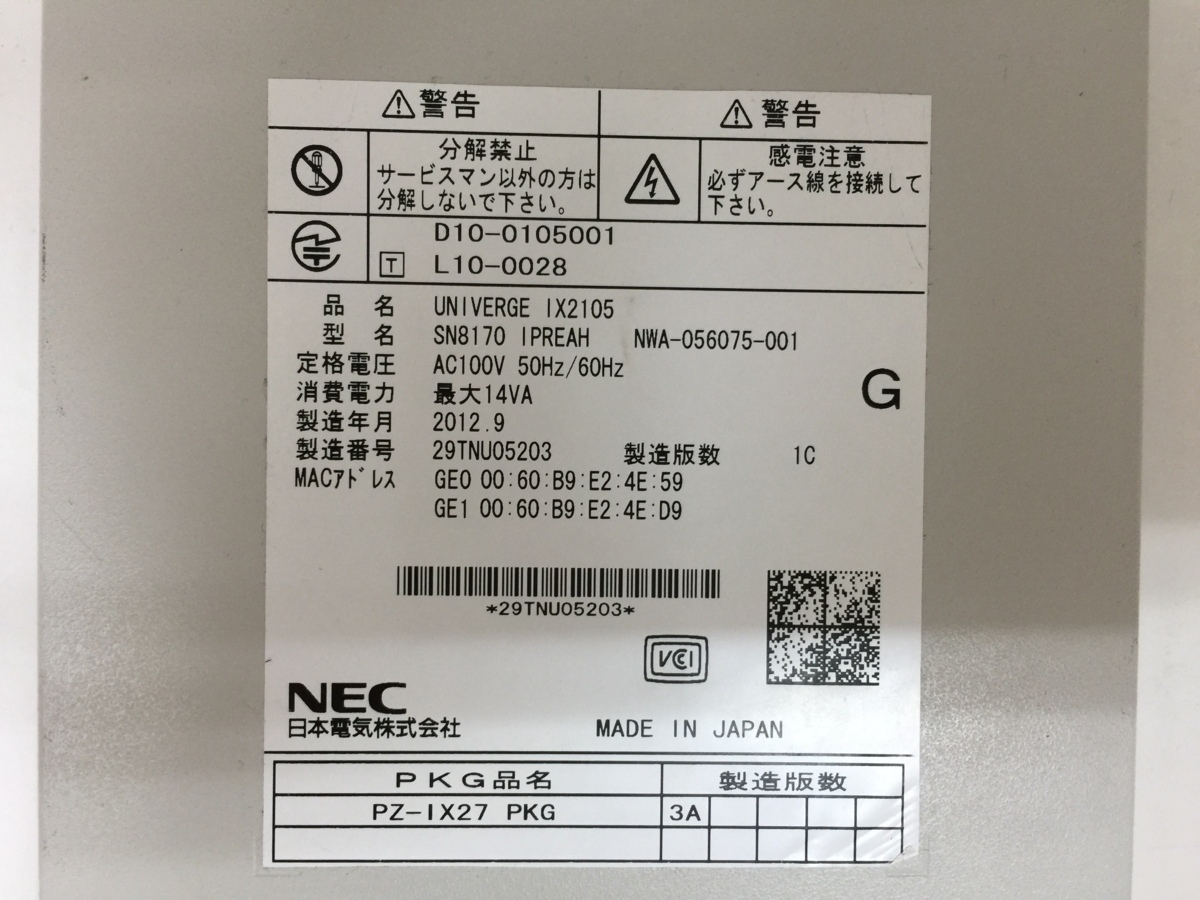 ⚠警告
⚠警告
分解禁止
サービスマン以外の方は
分解しないで下さい。
感電注意
必ずアース線を接続して
下さい。
D10-0105001
T L10-0028
品 名 UNIVERGE IX2105
型 名 SN8170 IPREAH NWA-056075-001
定格電圧 AC100V 50Hz/60Hz
消費電力 最大14VA
G
製造年月 2012.9
製造番号 29TNU05203 製造版数 1C
MACｱﾄﾞﾚｽ GE0 00:60:B9:E2:4E:59
GE1 00:60:B9:E2:4E:D9
*29TNU05203*
VCCI
NEC
日本電気株式会社 MADE IN JAPAN
PKG品名 製造版数
PZ-IX27 PKG 3A